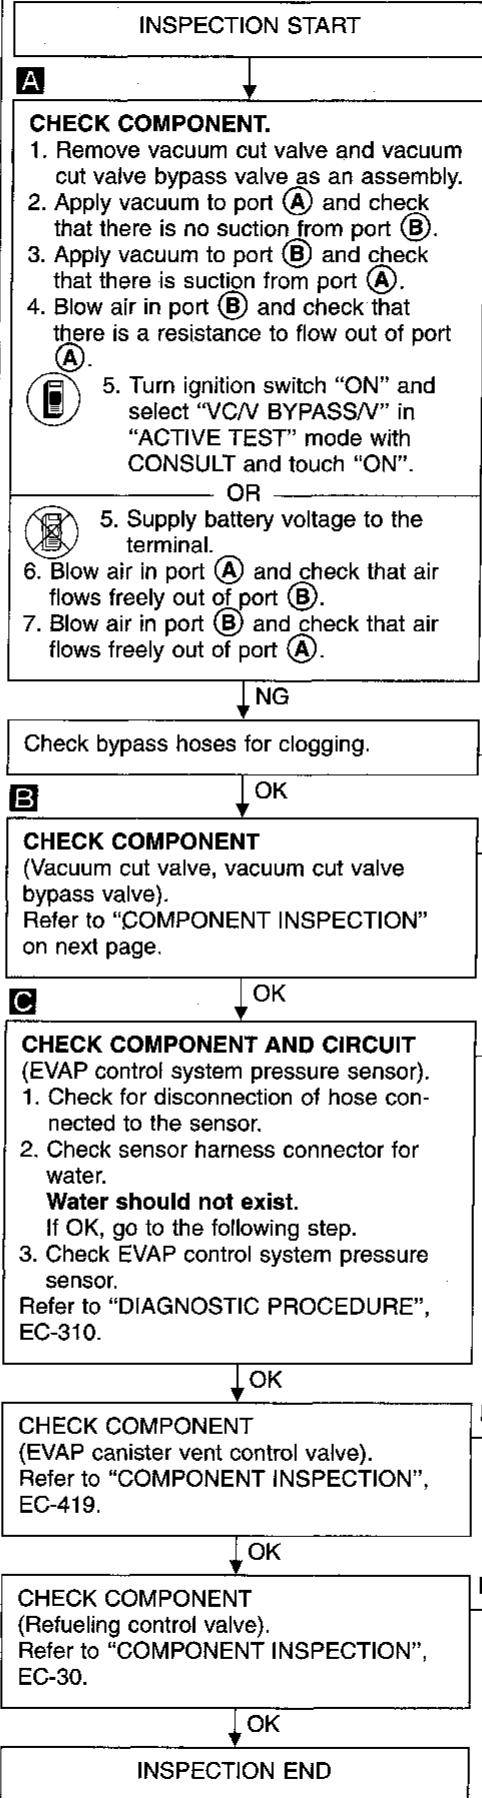 INSPECTION START
A
CHECK COMPONENT.
1. Remove vacuum cut valve and vacuum
cut valve bypass valve as an assembly.
2. Apply vacuum to port Ⓐ and check
that there is no suction from port Ⓑ.
3. Apply vacuum to port Ⓑ and check
that there is suction from port Ⓐ.
4. Blow air in port Ⓑ and check that
there is a resistance to flow out of port
Ⓐ.
5. Turn ignition switch “ON” and
select “VC/V BYPASS/V” in
“ACTIVE TEST” mode with
CONSULT and touch “ON”.
OR
5. Supply battery voltage to the
terminal.
6. Blow air in port Ⓐ and check that air
flows freely out of port Ⓑ.
7. Blow air in port Ⓑ and check that air
flows freely out of port Ⓐ.
NG
Check bypass hoses for clogging.
OK
B
CHECK COMPONENT
(Vacuum cut valve, vacuum cut valve
bypass valve).
Refer to “COMPONENT INSPECTION”
on next page.
OK
C
CHECK COMPONENT AND CIRCUIT
(EVAP control system pressure sensor).
1. Check for disconnection of hose con-
nected to the sensor.
2. Check sensor harness connector for
water.
Water should not exist.
If OK, go to the following step.
3. Check EVAP control system pressure
sensor.
Refer to “DIAGNOSTIC PROCEDURE”,
EC-310.
OK
CHECK COMPONENT
(EVAP canister vent control valve).
Refer to “COMPONENT INSPECTION”,
EC-419.
OK
CHECK COMPONENT
(Refueling control valve).
Refer to “COMPONENT INSPECTION”,
EC-30.
OK
INSPECTION END